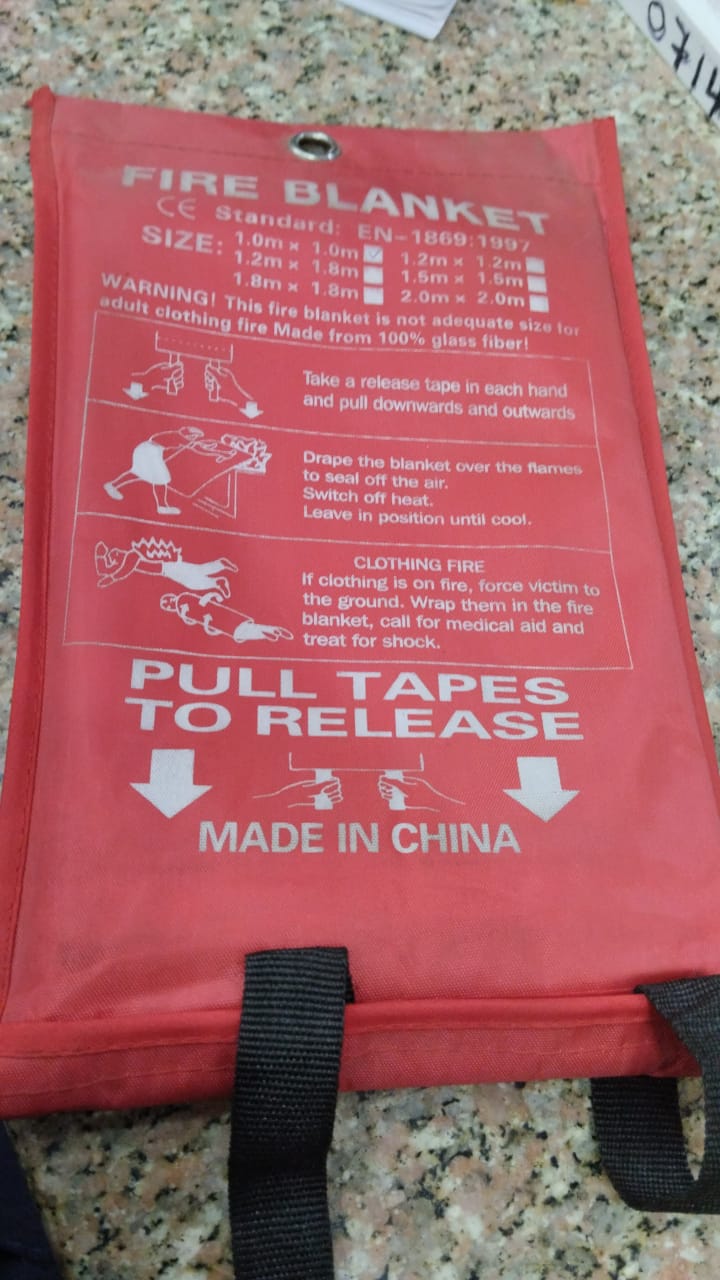 FIRE BLANKET
CE Standard: EN-1869:1997
SIZE: 1.0m × 1.0m ☑ 1.2m × 1.2m
1.2m × 1.8m 1.5m × 1.5m
1.8m × 1.8m 2.0m × 2.0m
WARNING! This fire blanket is not adequate size for
adult clothing fire Made from 100% glass fiber!
Take a release tape in each hand
and pull downwards and outwards
Drape the blanket over the flames
to seal off the air.
Switch off heat.
Leave in position until cool.
CLOTHING FIRE
If clothing is on fire, force victim to
the ground. Wrap them in the fire
blanket, call for medical aid and
treat for shock.
PULL TAPES
TO RELEASE
MADE IN CHINA